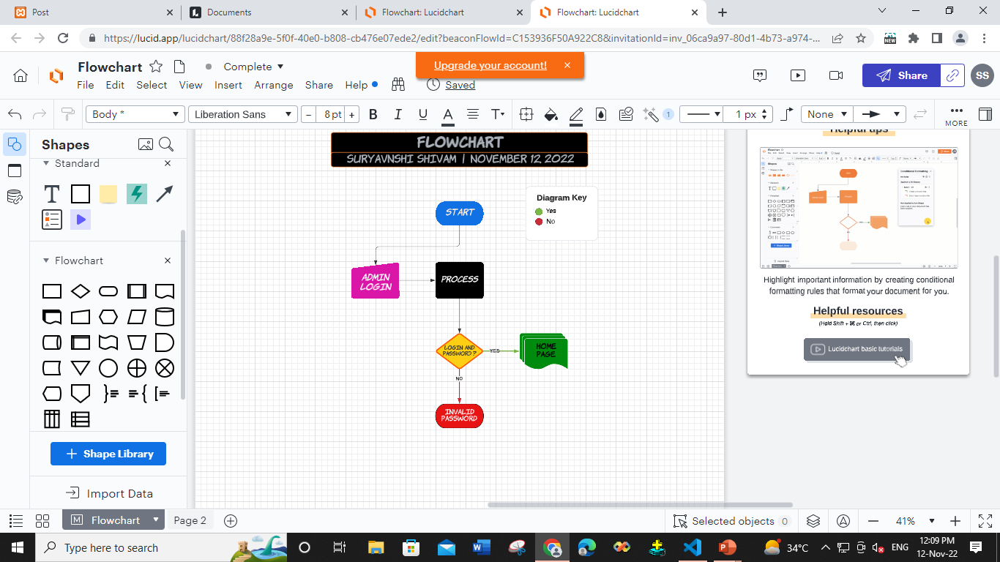 Post
Documents
Flowchart: Lucidchart
Flowchart: Lucidchart
https://lucid.app/lucidchart/88f28a9e-5f0f-40e0-b808-cb476e07ede2/edit?beaconFlowId=C153936F50A922C8&invitationId=inv_06ca9a97-80d1-4b73-a974-...
NEW
Flowchart
Complete
Upgrade your account!
File Edit Select View Insert Arrange Share Help
Saved
Share
SS
Body *
Liberation Sans
8 pt
B I U A T
1
1 px
None
MORE
Shapes
Standard
T
Flowchart
Shape Library
Import Data
FLOWCHART
SURYAVNSHI SHIVAM | NOVEMBER 12, 2022
START
Diagram Key
Yes
No
ADMIN
LOGIN
PROCESS
LOGIN AND
PASSWORD ?
YES
HOME
PAGE
NO
INVALID
PASSWORD
Helpful tips
Highlight important information by creating conditional
formatting rules that format your document for you.
Helpful resources
(Hold Shift + ⌘ or Ctrl, then click)
Lucidchart basic tutorials
M Flowchart
Page 2
Selected objects 0
41%
Type here to search
34°C
ENG
12:09 PM
12-Nov-22